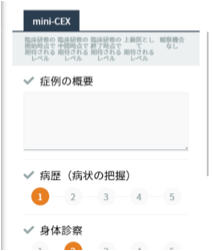 mini-CEX
臨床研修の 臨床研修の 臨床研修の 上級医とし 観察機会
開始時点で 中間時点で 終了時点で て なし
期待される 期待される 期待される 期待される
レベル レベル レベル レベル
症例の概要
病歴（病状の把握）
1 2 3 4 5
身体診察
1 2 3 4 5